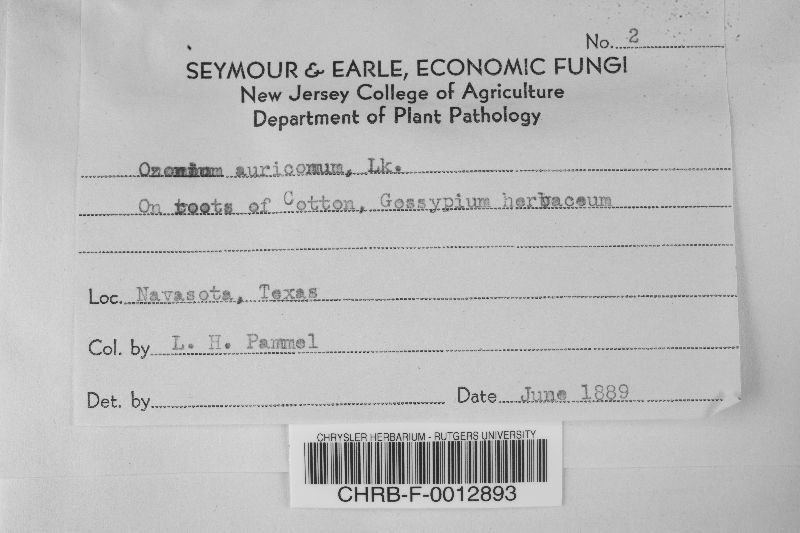 No. 2
SEYMOUR & EARLE, ECONOMIC FUNGI
New Jersey College of Agriculture
Department of Plant Pathology
Ozonium auricomum, Lk.
On roots of Cotton, Gossypium herbaceum
Loc. Navasota, Texas
Col. by L. H. Pammel
Det. by
Date June 1889
CHRYSLER HERBARIUM - RUTGERS UNIVERSITY
CHRB-F-0012893